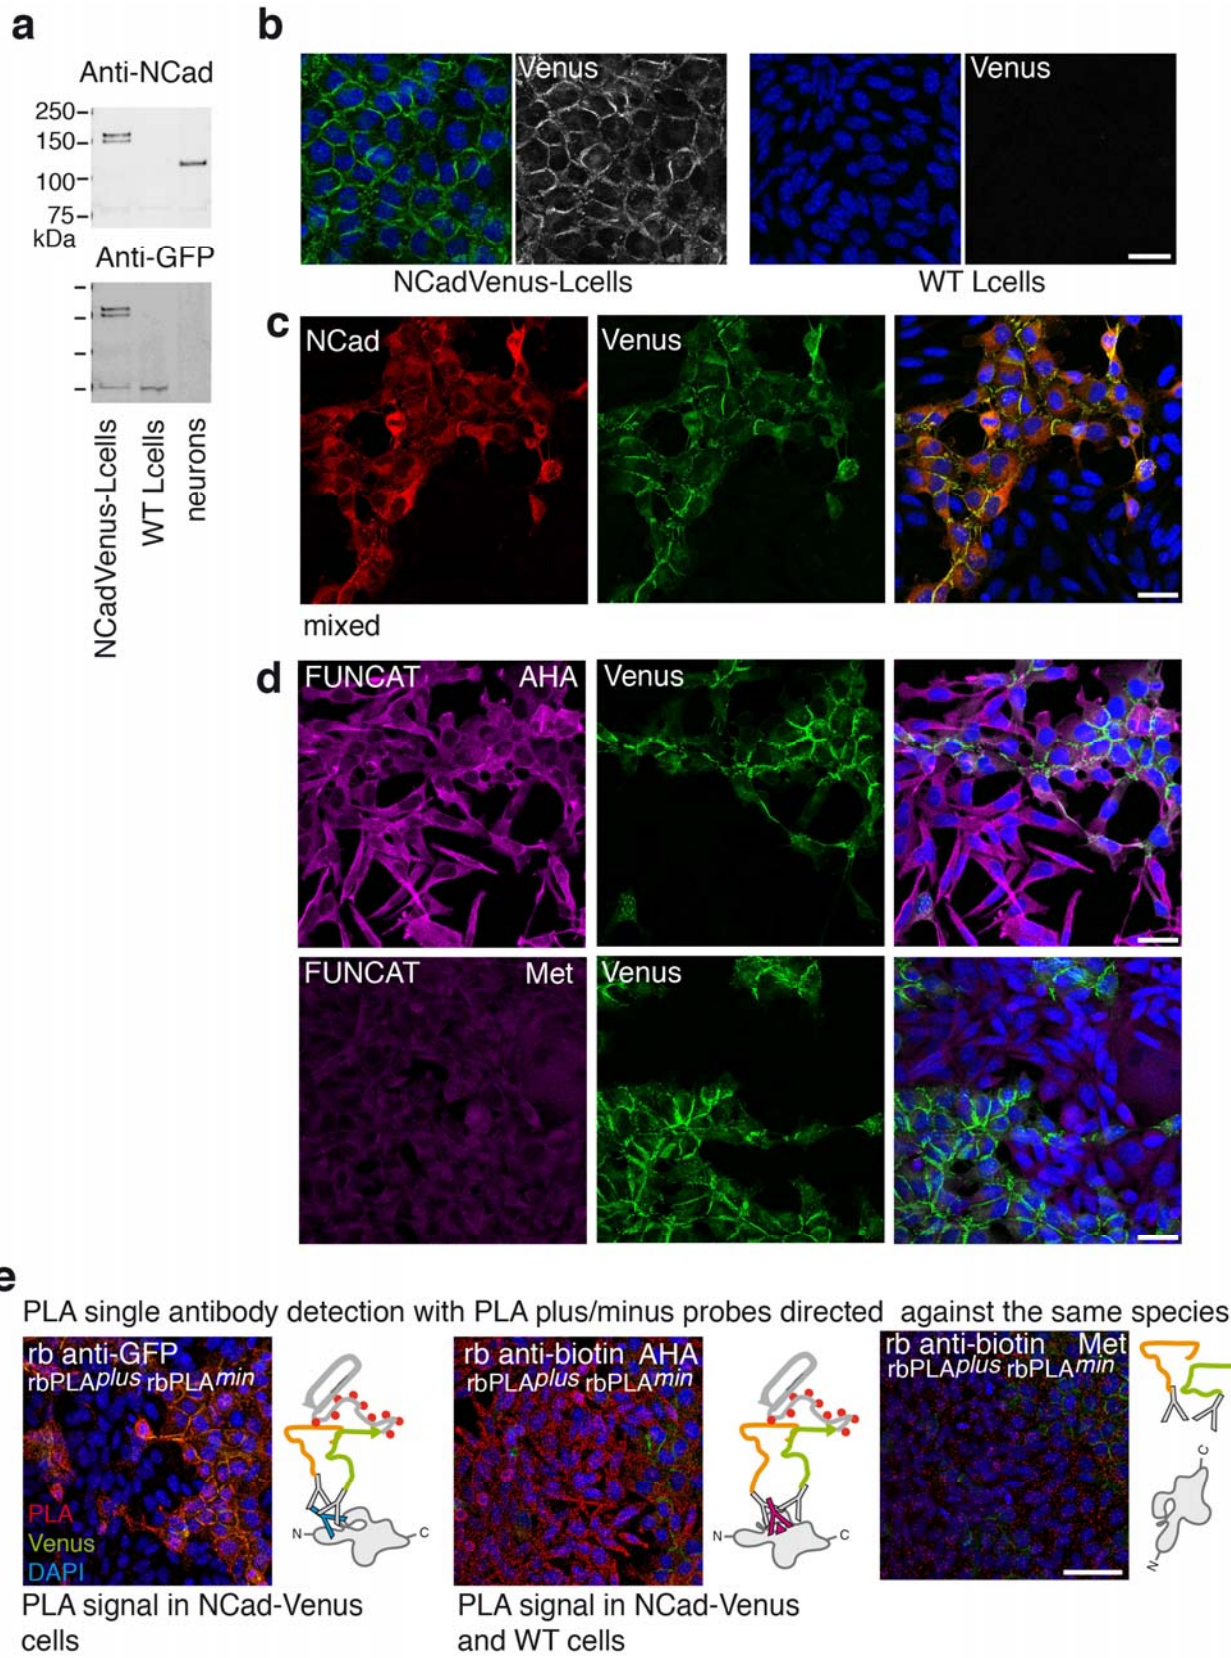 a
Anti-NCad
250
150
100
75
kDa
Anti-GFP
NCadVenus-Lcells
WT Lcells
neurons
b
Venus
Venus
NCadVenus-Lcells
WT Lcells
c
NCad
Venus
mixed
d
FUNCAT AHA
Venus
FUNCAT Met
Venus
e
PLA single antibody detection with PLA plus/minus probes directed against the same species
rb anti-GFP
rbPLAplus rbPLAmin
PLA
Venus
DAPI
N
C
PLA signal in NCad-Venus
cells
rb anti-biotin AHA
rbPLAplus rbPLAmin
N
C
PLA signal in NCad-Venus
and WT cells
rb anti-biotin Met
rbPLAplus rbPLAmin
C
N